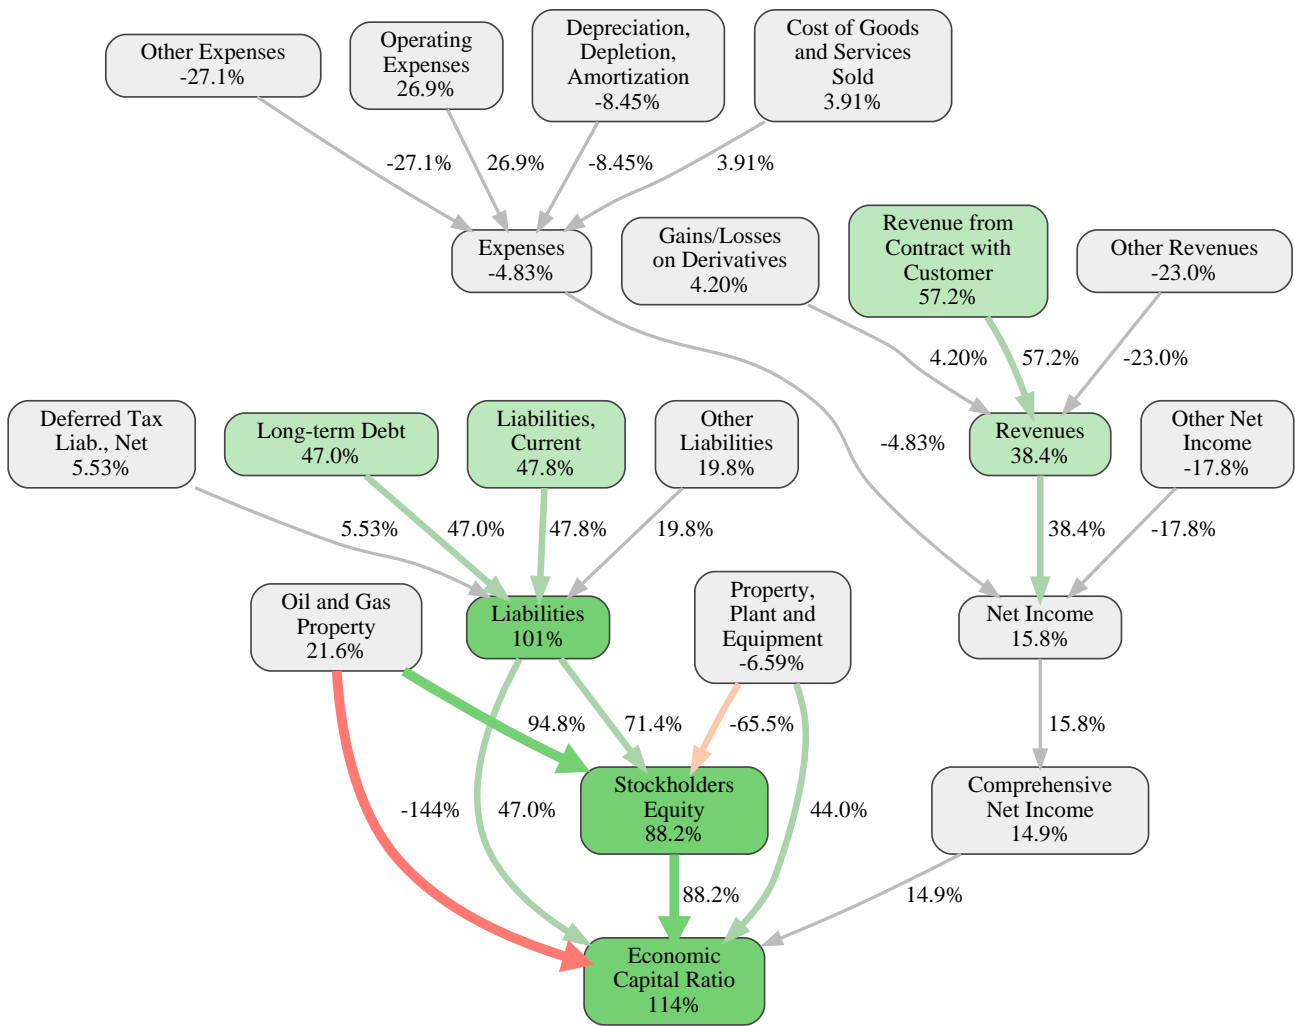 Other Expenses
-27.1%
Operating
Expenses
26.9%
Depreciation,
Depletion,
Amortization
-8.45%
Cost of Goods
and Services
Sold
3.91%
-27.1%
26.9%
-8.45%
3.91%
Expenses
-4.83%
Gains/Losses
on Derivatives
4.20%
Revenue from
Contract with
Customer
57.2%
Other Revenues
-23.0%
4.20%
57.2%
-23.0%
Deferred Tax
Liab., Net
5.53%
Long-term Debt
47.0%
Liabilities,
Current
47.8%
Other
Liabilities
19.8%
-4.83%
Revenues
38.4%
Other Net
Income
-17.8%
5.53%
47.0%
47.8%
19.8%
38.4%
-17.8%
Oil and Gas
Property
21.6%
Liabilities
101%
Property,
Plant and
Equipment
-6.59%
Net Income
15.8%
94.8%
71.4%
-65.5%
15.8%
-144%
47.0%
Stockholders
Equity
88.2%
44.0%
Comprehensive
Net Income
14.9%
88.2%
14.9%
Economic
Capital Ratio
114%